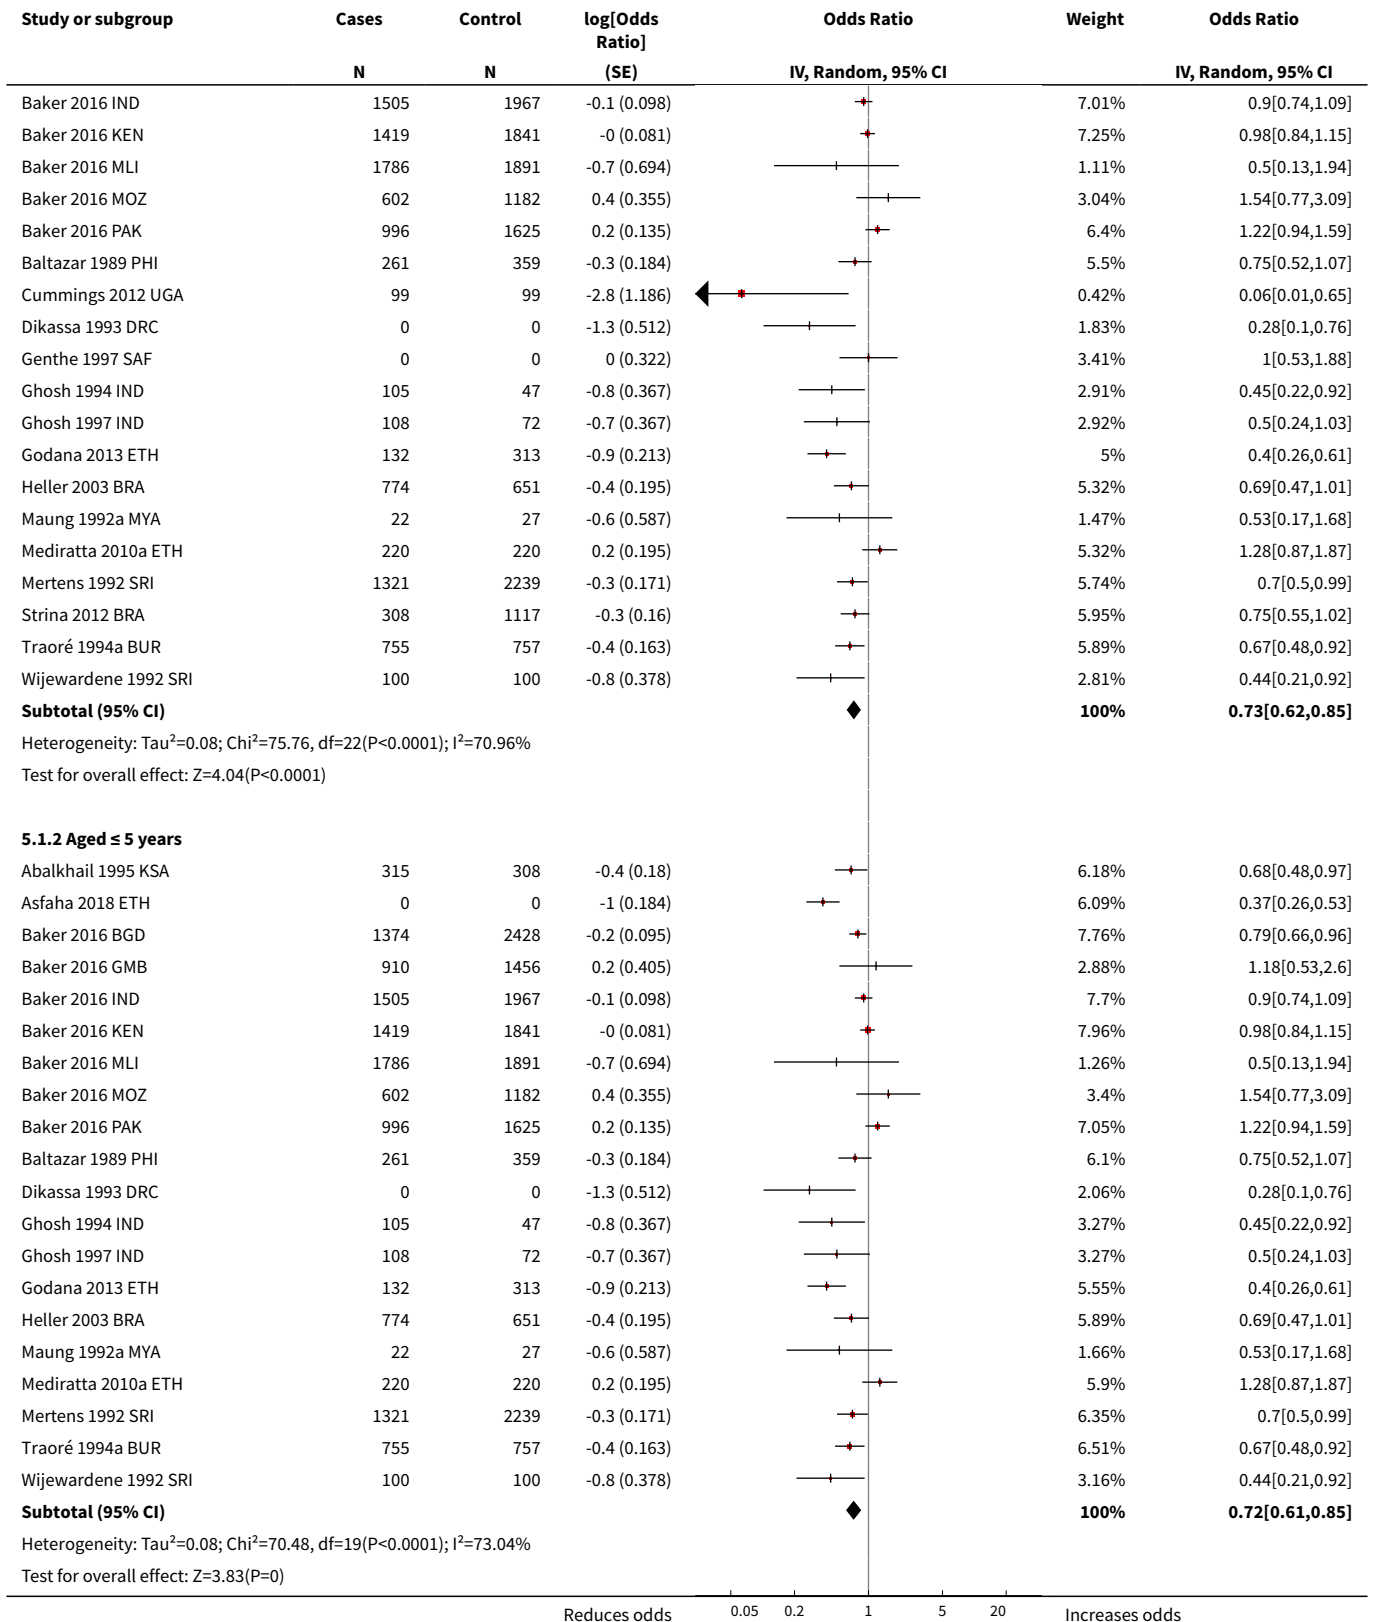 Study or subgroup Cases Control log[Odds Ratio] Odds Ratio Weight Odds Ratio
N N (SE) IV, Random, 95% CI IV, Random, 95% CI
Baker 2016 IND 1505 1967 -0.1 (0.098) 7.01% 0.9[0.74,1.09]
Baker 2016 KEN 1419 1841 -0 (0.081) 7.25% 0.98[0.84,1.15]
Baker 2016 MLI 1786 1891 -0.7 (0.694) 1.11% 0.5[0.13,1.94]
Baker 2016 MOZ 602 1182 0.4 (0.355) 3.04% 1.54[0.77,3.09]
Baker 2016 PAK 996 1625 0.2 (0.135) 6.4% 1.22[0.94,1.59]
Baltazar 1989 PHI 261 359 -0.3 (0.184) 5.5% 0.75[0.52,1.07]
Cummings 2012 UGA 99 99 -2.8 (1.186) 0.42% 0.06[0.01,0.65]
Dikassa 1993 DRC 0 0 -1.3 (0.512) 1.83% 0.28[0.1,0.76]
Genthe 1997 SAF 0 0 0 (0.322) 3.41% 1[0.53,1.88]
Ghosh 1994 IND 105 47 -0.8 (0.367) 2.91% 0.45[0.22,0.92]
Ghosh 1997 IND 108 72 -0.7 (0.367) 2.92% 0.5[0.24,1.03]
Godana 2013 ETH 132 313 -0.9 (0.213) 5% 0.4[0.26,0.61]
Heller 2003 BRA 774 651 -0.4 (0.195) 5.32% 0.69[0.47,1.01]
Maung 1992a MYA 22 27 -0.6 (0.587) 1.47% 0.53[0.17,1.68]
Mediratta 2010a ETH 220 220 0.2 (0.195) 5.32% 1.28[0.87,1.87]
Mertens 1992 SRI 1321 2239 -0.3 (0.171) 5.74% 0.7[0.5,0.99]
Strina 2012 BRA 308 1117 -0.3 (0.16) 5.95% 0.75[0.55,1.02]
Traoré 1994a BUR 755 757 -0.4 (0.163) 5.89% 0.67[0.48,0.92]
Wijewardene 1992 SRI 100 100 -0.8 (0.378) 2.81% 0.44[0.21,0.92]
Subtotal (95% CI) 100% 0.73[0.62,0.85]
Heterogeneity: Tau²=0.08; Chi²=75.76, df=22(P<0.0001); I²=70.96%
Test for overall effect: Z=4.04(P<0.0001)
5.1.2 Aged ≤ 5 years
Abalkhail 1995 KSA 315 308 -0.4 (0.18) 6.18% 0.68[0.48,0.97]
Asfaha 2018 ETH 0 0 -1 (0.184) 6.09% 0.37[0.26,0.53]
Baker 2016 BGD 1374 2428 -0.2 (0.095) 7.76% 0.79[0.66,0.96]
Baker 2016 GMB 910 1456 0.2 (0.405) 2.88% 1.18[0.53,2.6]
Baker 2016 IND 1505 1967 -0.1 (0.098) 7.7% 0.9[0.74,1.09]
Baker 2016 KEN 1419 1841 -0 (0.081) 7.96% 0.98[0.84,1.15]
Baker 2016 MLI 1786 1891 -0.7 (0.694) 1.26% 0.5[0.13,1.94]
Baker 2016 MOZ 602 1182 0.4 (0.355) 3.4% 1.54[0.77,3.09]
Baker 2016 PAK 996 1625 0.2 (0.135) 7.05% 1.22[0.94,1.59]
Baltazar 1989 PHI 261 359 -0.3 (0.184) 6.1% 0.75[0.52,1.07]
Dikassa 1993 DRC 0 0 -1.3 (0.512) 2.06% 0.28[0.1,0.76]
Ghosh 1994 IND 105 47 -0.8 (0.367) 3.27% 0.45[0.22,0.92]
Ghosh 1997 IND 108 72 -0.7 (0.367) 3.27% 0.5[0.24,1.03]
Godana 2013 ETH 132 313 -0.9 (0.213) 5.55% 0.4[0.26,0.61]
Heller 2003 BRA 774 651 -0.4 (0.195) 5.89% 0.69[0.47,1.01]
Maung 1992a MYA 22 27 -0.6 (0.587) 1.66% 0.53[0.17,1.68]
Mediratta 2010a ETH 220 220 0.2 (0.195) 5.9% 1.28[0.87,1.87]
Mertens 1992 SRI 1321 2239 -0.3 (0.171) 6.35% 0.7[0.5,0.99]
Traoré 1994a BUR 755 757 -0.4 (0.163) 6.51% 0.67[0.48,0.92]
Wijewardene 1992 SRI 100 100 -0.8 (0.378) 3.16% 0.44[0.21,0.92]
Subtotal (95% CI) 100% 0.72[0.61,0.85]
Heterogeneity: Tau²=0.08; Chi²=70.48, df=19(P<0.0001); I²=73.04%
Test for overall effect: Z=3.83(P=0)
Reduces odds 0.05 0.2 1 5 20 Increases odds